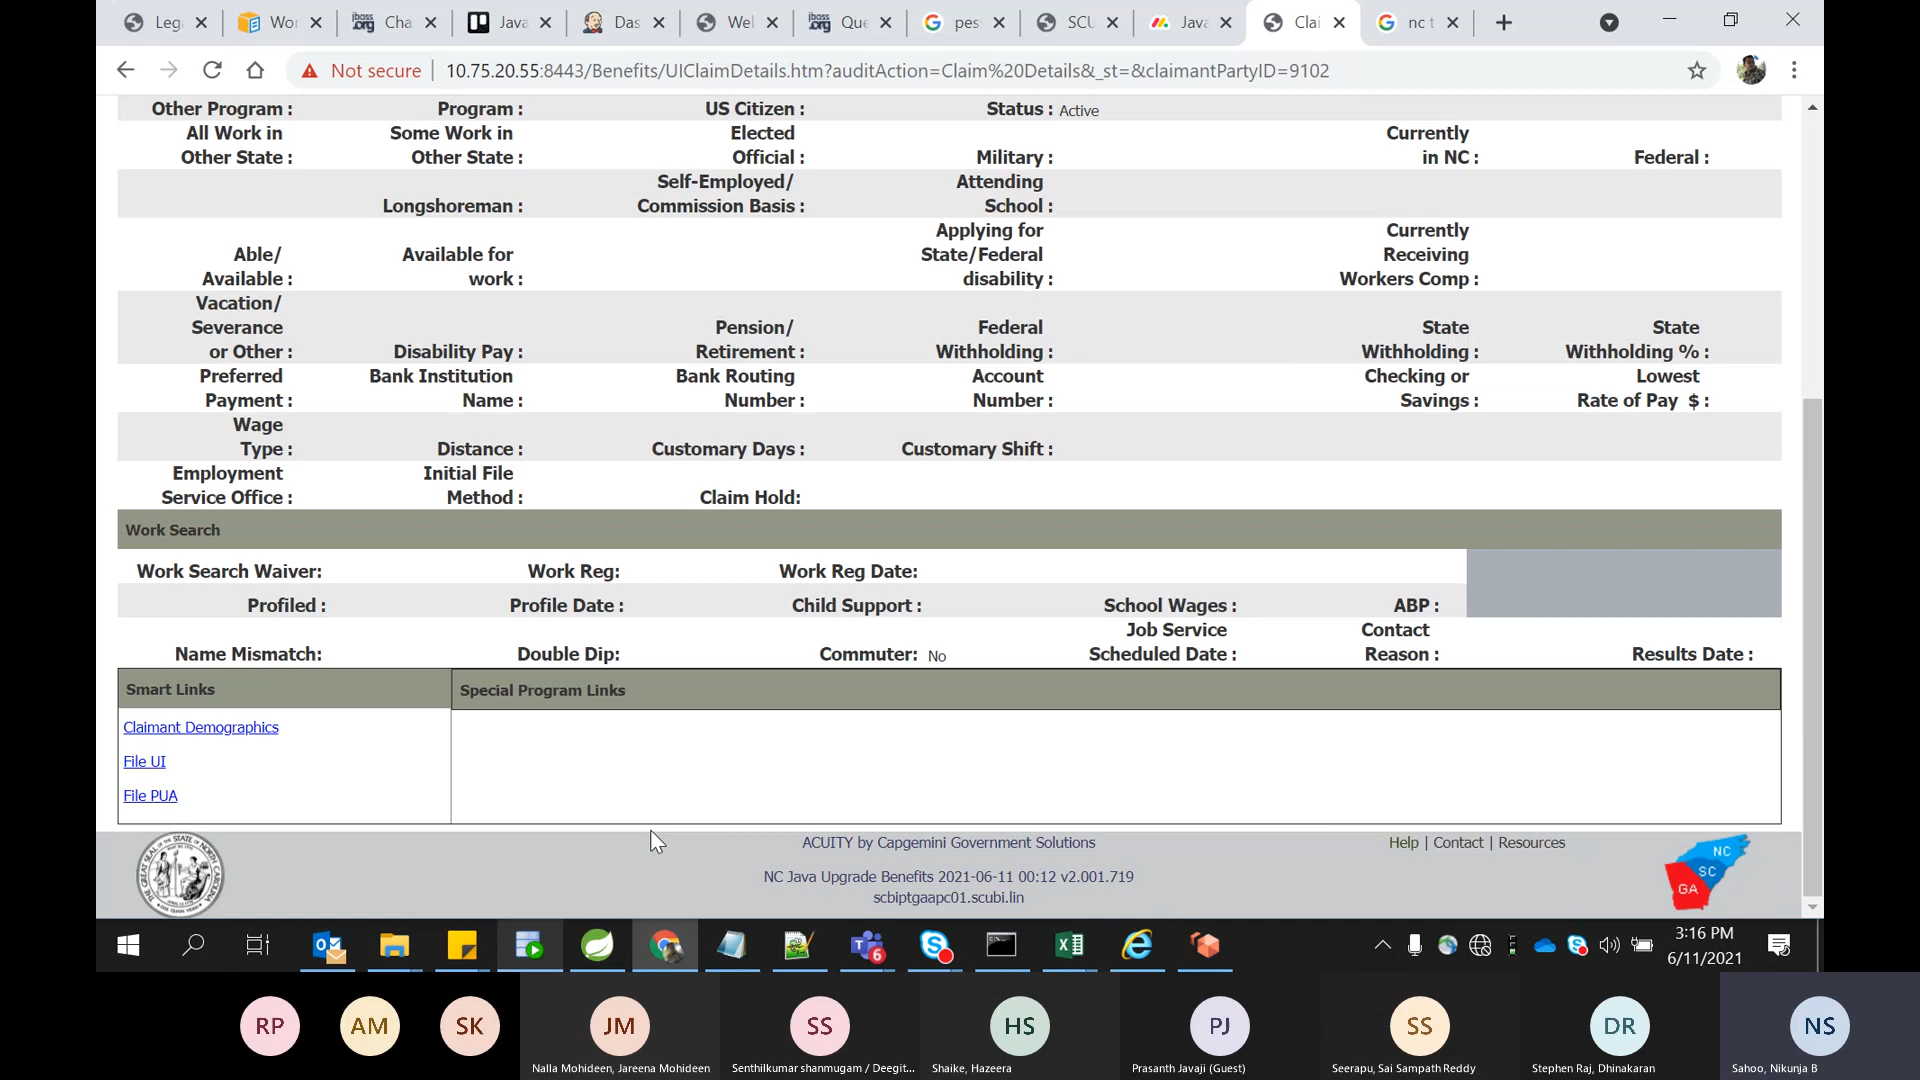 Leg Wor jboss.org Cha Java Das Wel jboss.org Que pes SCU Java Clai nc t
Not secure 10.75.20.55:8443/Benefits/UIClaimDetails.htm?auditAction=Claim%20Details&_st=&claimantPartyID=9102
Other Program : Program : US Citizen : Status : Active
All Work in Some Work in Elected Currently
Other State : Other State : Official : Military : in NC : Federal :
Self-Employed/ Attending
Longshoreman : Commission Basis : School :
Applying for Currently
Able/ Available for State/Federal Receiving
Available : work : disability : Workers Comp :
Vacation/
Severance Pension/ Federal State State
or Other : Disability Pay : Retirement : Withholding : Withholding : Withholding % :
Preferred Bank Institution Bank Routing Account Checking or Lowest
Payment : Name : Number : Number : Savings : Rate of Pay $ :
Wage
Type : Distance : Customary Days : Customary Shift :
Employment Initial File
Service Office : Method : Claim Hold:
Work Search
Work Search Waiver: Work Reg: Work Reg Date:
Profiled : Profile Date : Child Support : School Wages : ABP :
Job Service Contact
Name Mismatch: Double Dip: Commuter: No Scheduled Date : Reason : Results Date :
Smart Links Special Program Links
Claimant Demographics
File UI
File PUA
ACUITY by Capgemini Government Solutions Help | Contact | Resources
NC Java Upgrade Benefits 2021-06-11 00:12 v2.001.719
scbiptgaapc01.scubi.lin
NC
SC
GA
3:16 PM
6/11/2021
6
RP AM SK JM SS HS PJ SS DR NS
Nalla Mohideen, Jareena Mohideen Senthilkumar shanmugam / Deegit... Shaike, Hazeera Prasanth Javaji (Guest) Seerapu, Sai Sampath Reddy Stephen Raj, Dhinakaran Sahoo, Nikunja B